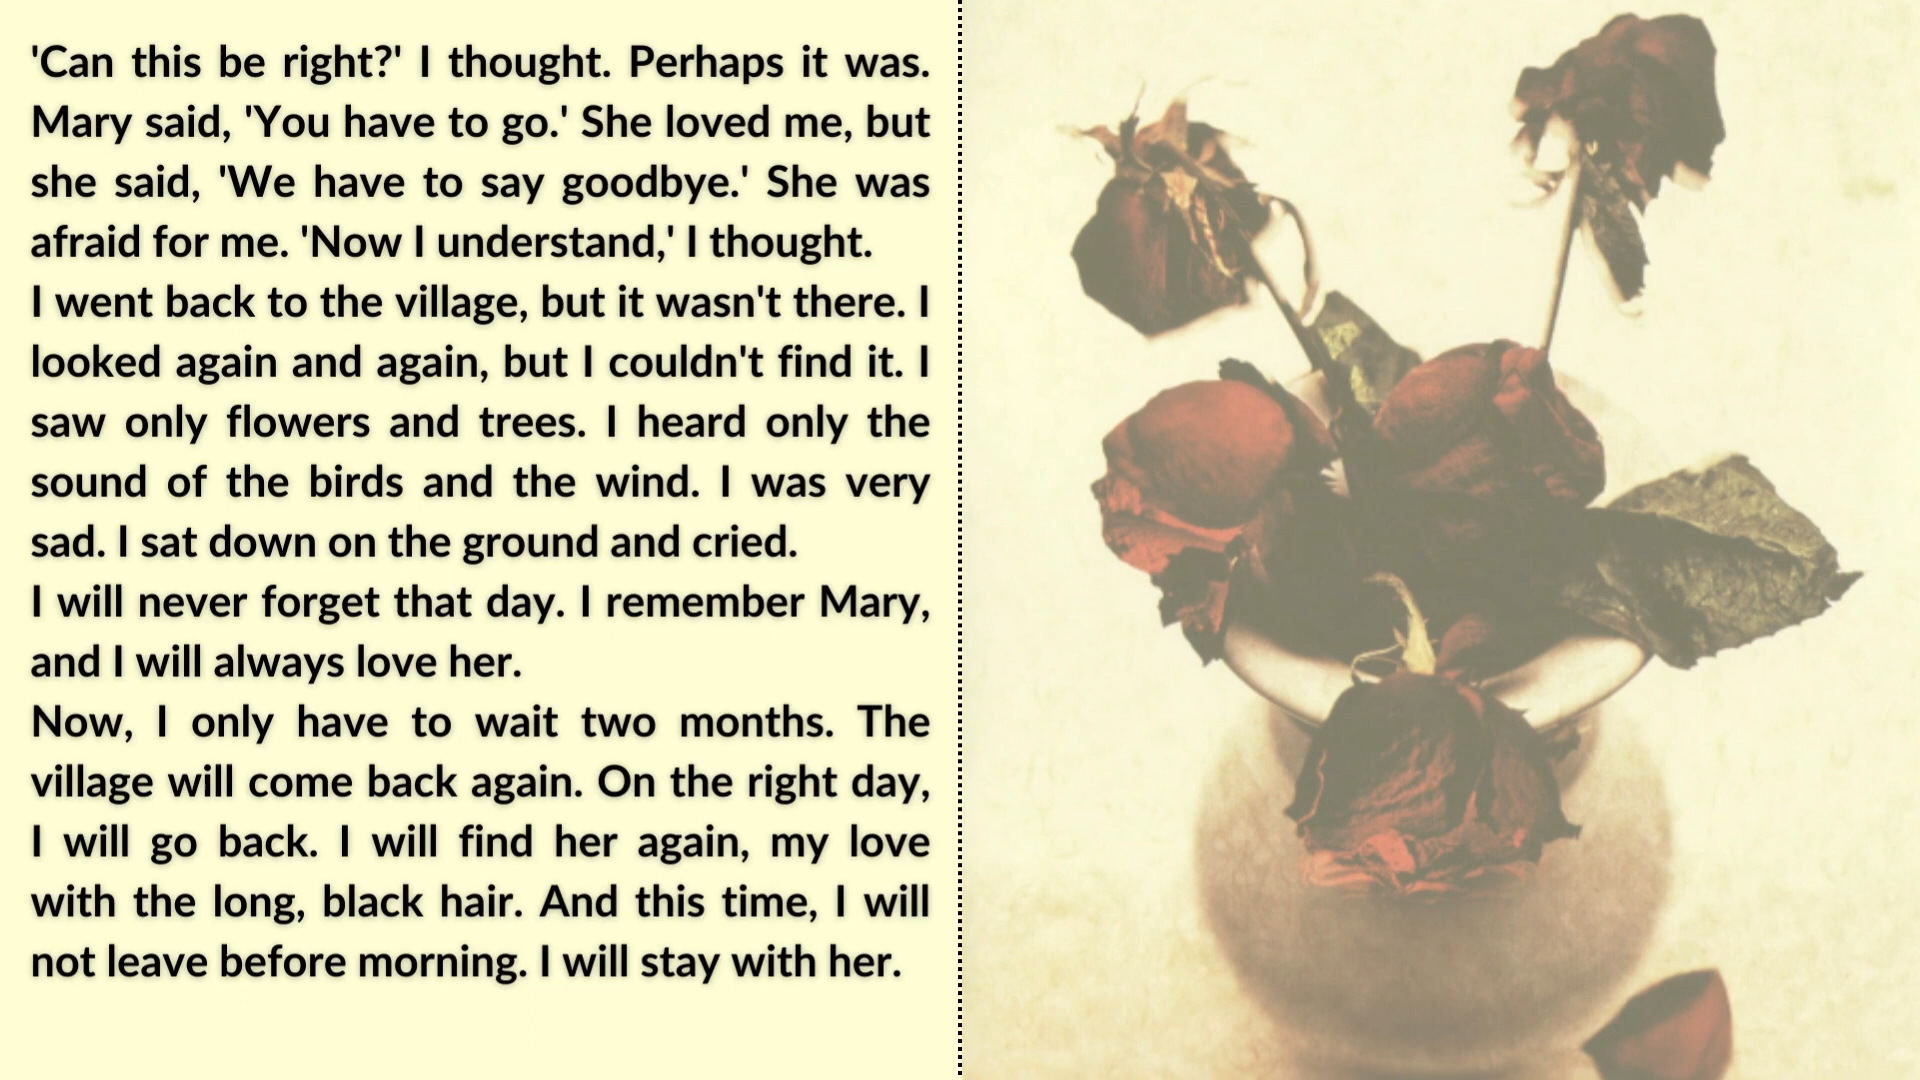 'Can this be right?' I thought. Perhaps it was.
Mary said, 'You have to go.' She loved me, but
she said, 'We have to say goodbye.' She was
afraid for me. 'Now I understand,' I thought.
I went back to the village, but it wasn't there. I
looked again and again, but I couldn't find it. I
saw only flowers and trees. I heard only the
sound of the birds and the wind. I was very
sad. I sat down on the ground and cried.
I will never forget that day. I remember Mary,
and I will always love her.
Now, I only have to wait two months. The
village will come back again. On the right day,
I will go back. I will find her again, my love
with the long, black hair. And this time, I will
not leave before morning. I will stay with her.